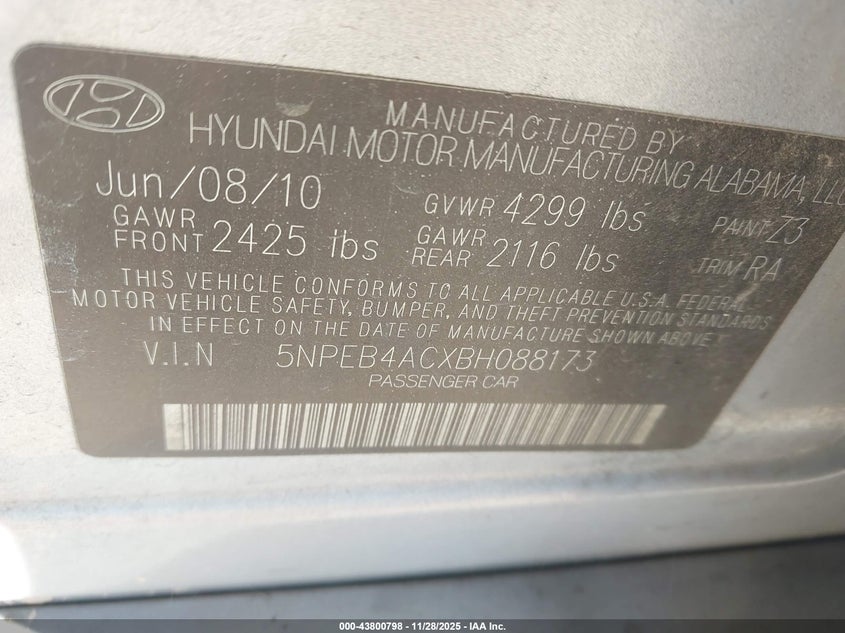 MANUFACTURED BY
HYUNDAI MOTOR MANUFACTURING ALABAMA, LLC
Jun/08/10 GVWR 4299 lbs PAINT Z3
GAWR FRONT 2425 lbs GAWR REAR 2116 lbs TRIM RA
THIS VEHICLE CONFORMS TO ALL APPLICABLE U.S.A. FEDERAL
MOTOR VEHICLE SAFETY, BUMPER, AND THEFT PREVENTION STANDARDS
IN EFFECT ON THE DATE OF MANUFACTURE SHOWN ABOVE
V.I.N 5NPEB4ACXBH088173
PASSENGER CAR
000-43800798 - 11/28/2025 - IAA Inc.